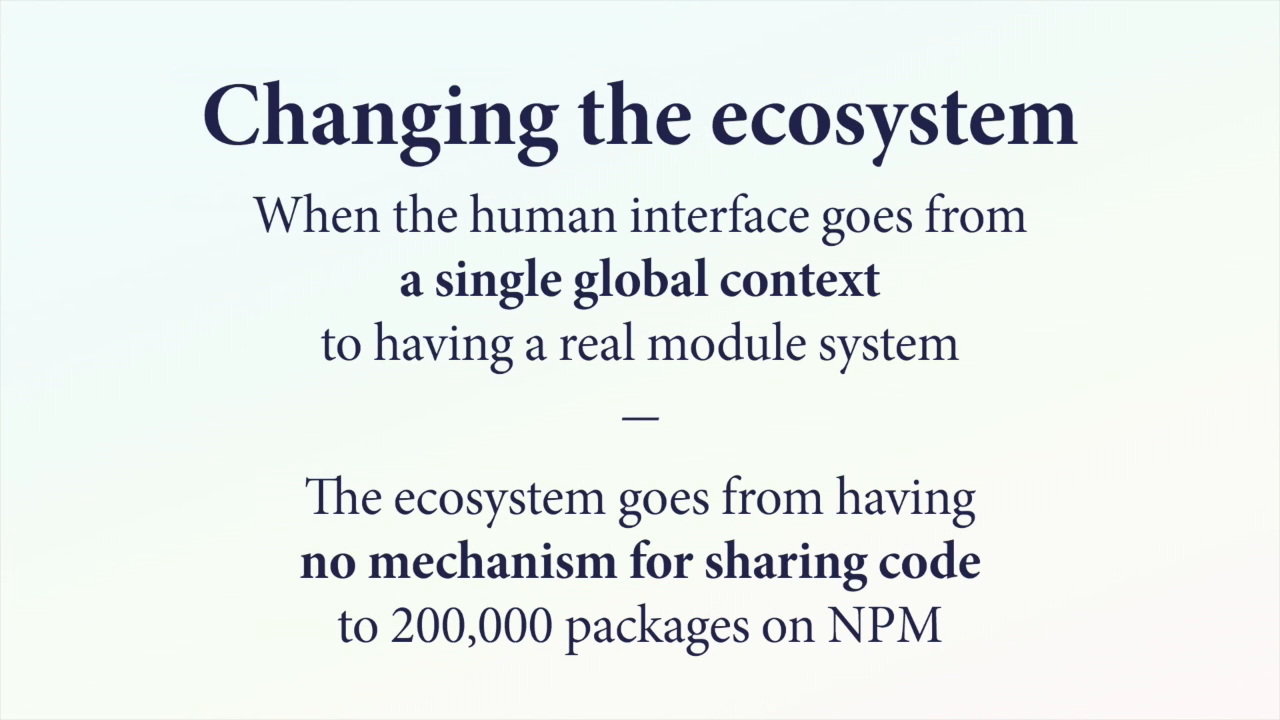 Changing the ecosystem
When the human interface goes from
a single global context
to having a real module system
—
The ecosystem goes from having
no mechanism for sharing code
to 200,000 packages on NPM